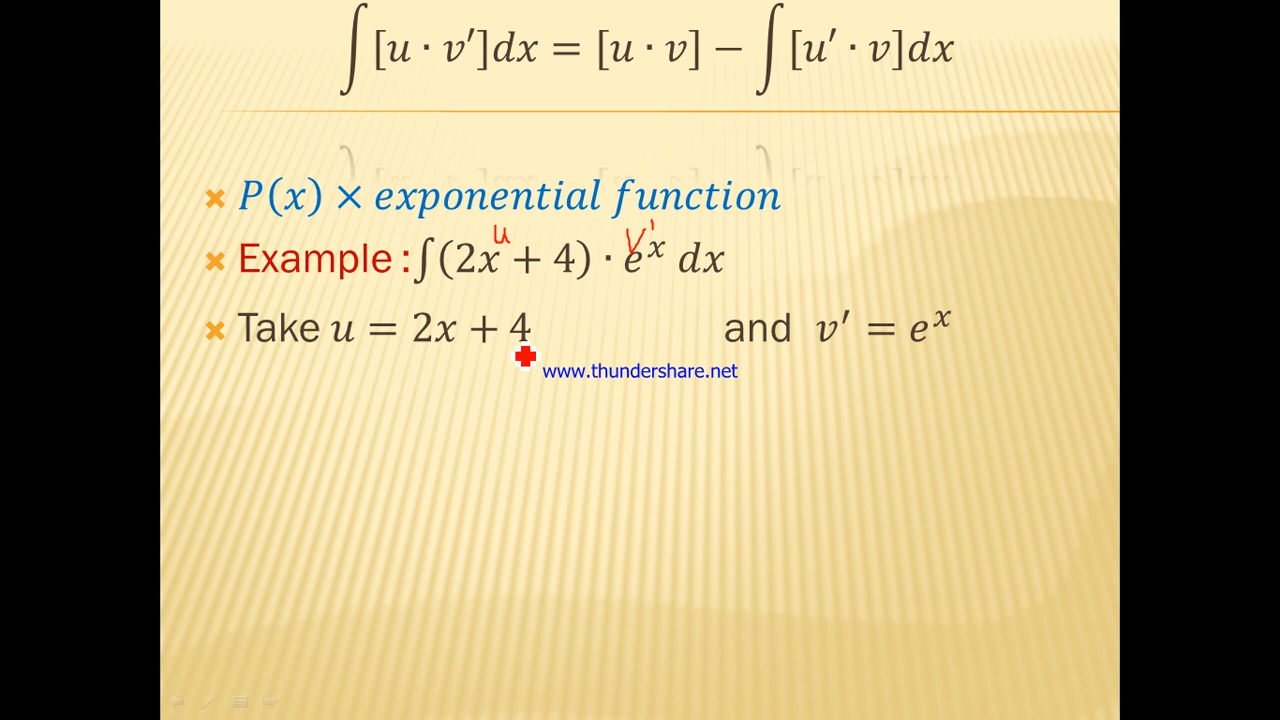 ∫[u · v′]dx = [u · v] − ∫[u′ · v]dx
P(x) × exponential function
u v'
Example : ∫(2x + 4) · eˣ dx
Take u = 2x + 4 and v′ = eˣ
www.thundershare.net